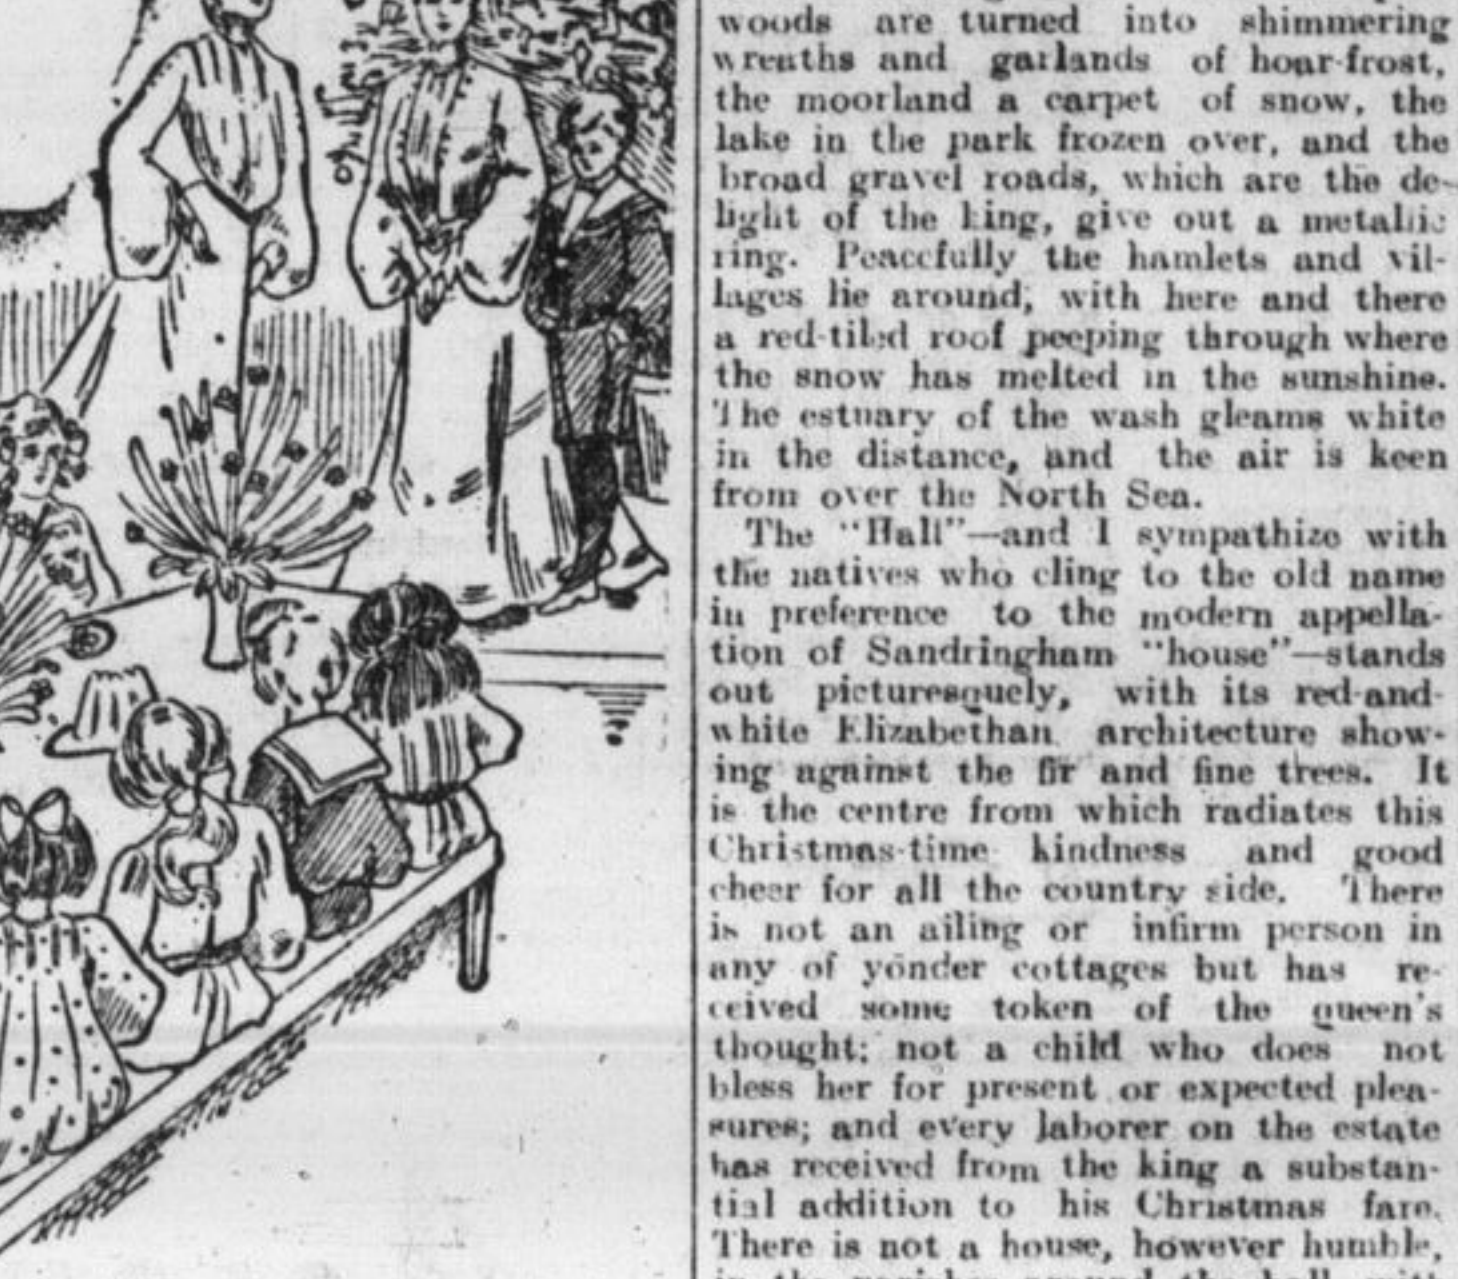 woods are turned into shimmering
wreaths and garlands of hoar-frost,
the moorland a carpet of snow, the
lake in the park frozen over, and the
broad gravel roads, which are the de-
light of the king, give out a metallic
ring. Peacefully the hamlets and vil-
lages lie around, with here and there
a red-tiled roof peeping through where
the snow has melted in the sunshine.
The estuary of the wash gleams white
in the distance, and the air is keen
from over the North Sea.
The "Hall"—and I sympathize with
the natives who cling to the old name
in preference to the modern appella-
tion of Sandringham "house"—stands
out picturesquely, with its red-and-
white Elizabethan architecture show-
ing against the fir and fine trees. It
is the centre from which radiates this
Christmas-time kindness and good
cheer for all the country side. There
is not an ailing or infirm person in
any of yonder cottages but has re-
ceived some token of the queen's
thought; not a child who does not
bless her for present or expected plea-
sures; and every laborer on the estate
has received from the king a substan-
tial addition to his Christmas fare.
There is not a house, however humble,